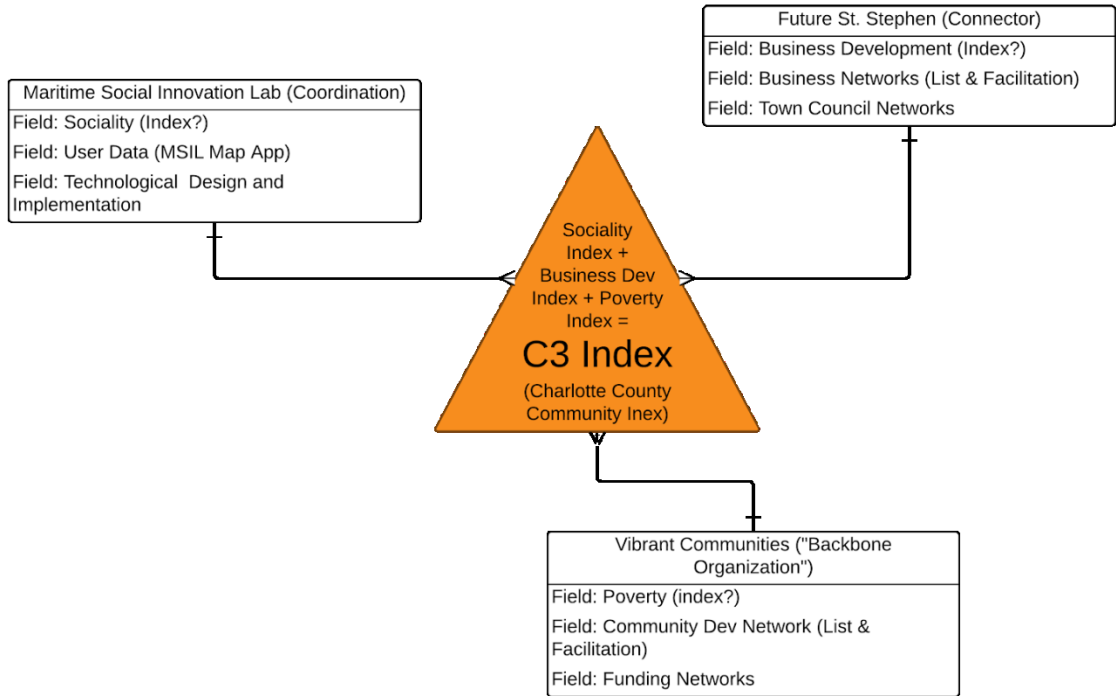 Future St. Stephen (Connector)
Field: Business Development (Index?)
Field: Business Networks (List & Facilitation)
Field: Town Council Networks
Maritime Social Innovation Lab (Coordination)
Field: Sociality (Index?)
Field: User Data (MSIL Map App)
Field: Technological Design and
Implementation
Sociality
Index +
Business Dev
Index + Poverty
Index =
C3 Index
(Charlotte County
Community Inex)
Vibrant Communities ("Backbone
Organization")
Field: Poverty (index?)
Field: Community Dev Network (List &
Facilitation)
Field: Funding Networks